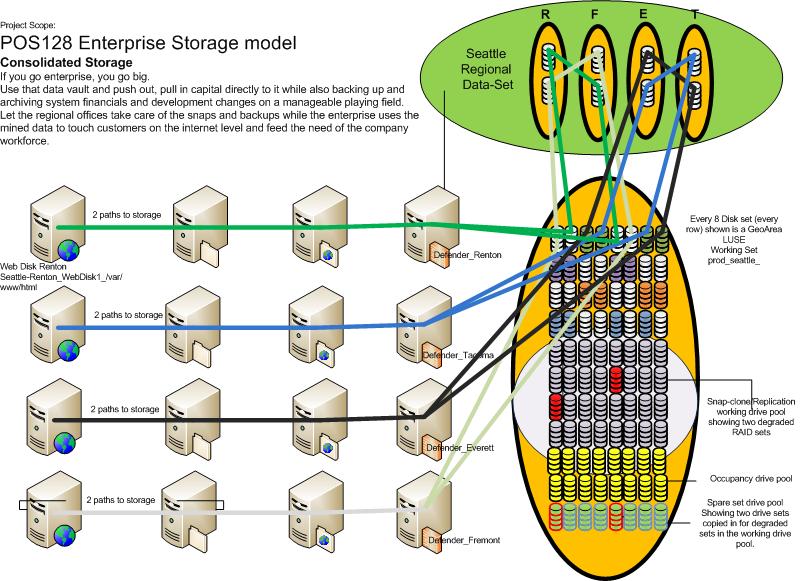 Project Scope:
POS128 Enterprise Storage model
Consolidated Storage
If you go enterprise, you go big.
Use that data vault and push out, pull in capital directly to it while also backing up and
archiving system financials and development changes on a manageable playing field.
Let the regional offices take care of the snaps and backups while the enterprise uses the
mined data to touch customers on the internet level and feed the need of the company
workforce.
R F E T
Seattle
Regional
Data-Set
2 paths to storage
Defender_Renton
Web Disk Renton
Seattle-Renton_WebDisk1_/var/
www/html
2 paths to storage
Defender_Tacoma
2 paths to storage
Defender_Everett
2 paths to storage
Defender_Fremont
Every 8 Disk set (every
row) shown is a GeoArea
LUSE
Working Set
prod_seattle_
Snap-clone/Replication
working drive pool
showing two degraded
RAID sets
Occupancy drive pool
Spare set drive pool
Showing two drive sets
copied in for degraded
sets in the working drive
pool.